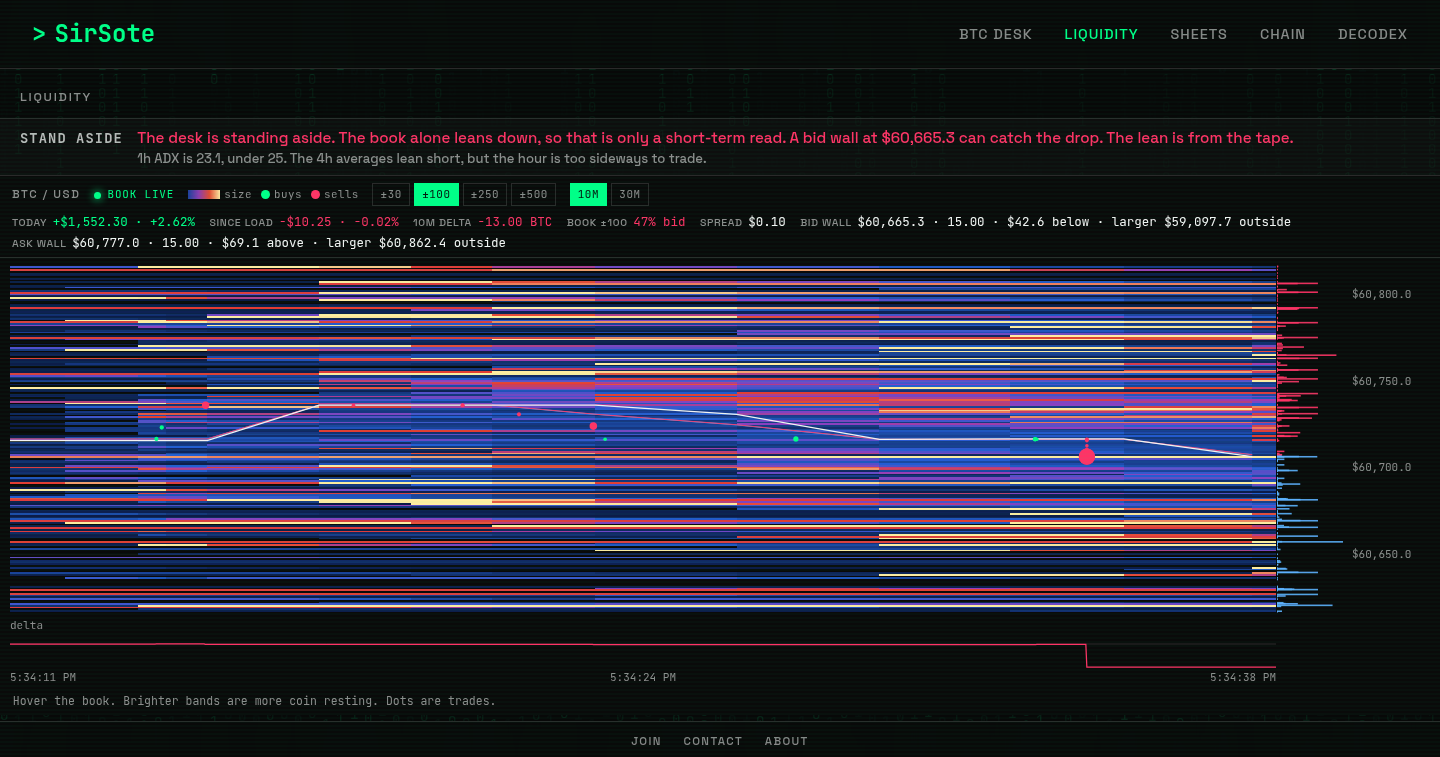 > SirSote
BTC DESK LIQUIDITY SHEETS CHAIN DECODEX
LIQUIDITY
STAND ASIDE The desk is standing aside. The book alone leans down, so that is only a short-term read. A bid wall at $60,665.3 can catch the drop. The lean is from the tape.
1h ADX is 23.1, under 25. The 4h averages lean short, but the hour is too sideways to trade.
BTC / USD BOOK LIVE size buys sells ±30 ±100 ±250 ±500 10M 30M
TODAY +$1,552.30 · +2.62% SINCE LOAD -$10.25 · -0.02% 10M DELTA -13.00 BTC BOOK ±100 47% bid SPREAD $0.10 BID WALL $60,665.3 · 15.00 · $42.6 below · larger $59,097.7 outside
ASK WALL $60,777.0 · 15.00 · $69.1 above · larger $60,862.4 outside
$60,800.0
$60,750.0
$60,700.0
$60,650.0
delta
5:34:11 PM 5:34:24 PM 5:34:38 PM
Hover the book. Brighter bands are more coin resting. Dots are trades.
JOIN CONTACT ABOUT